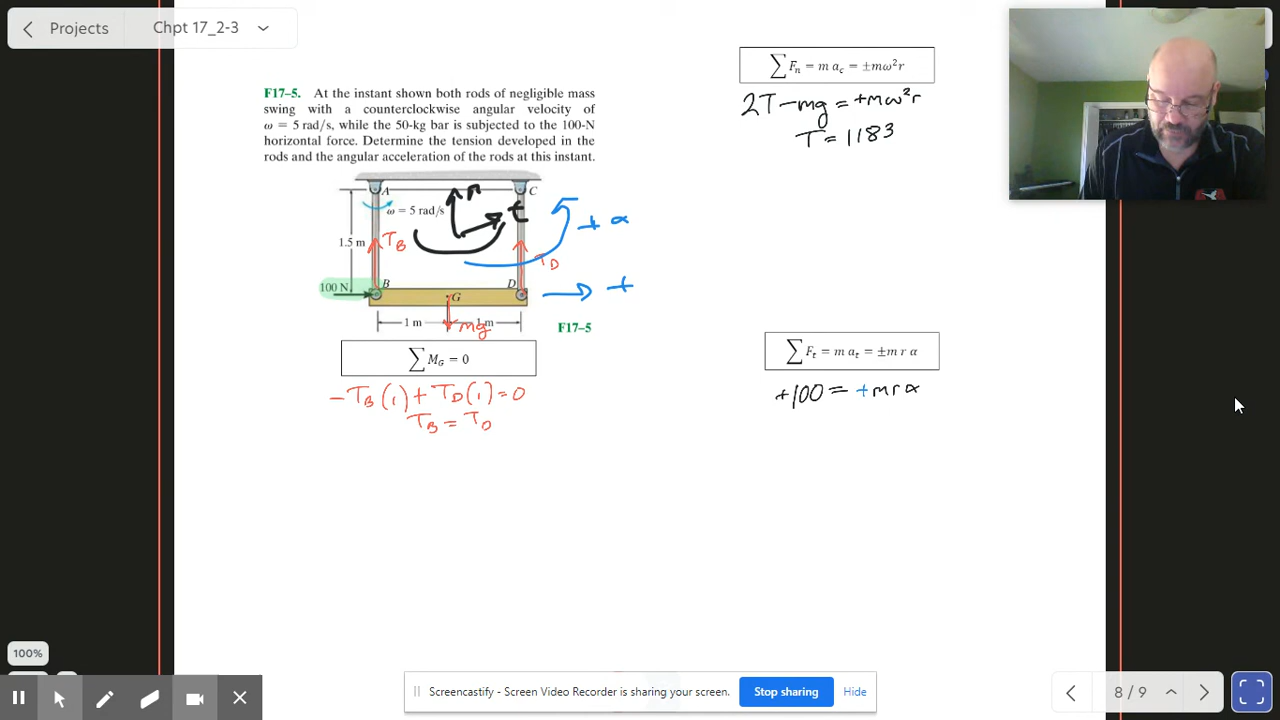 Projects
Chpt 17_2-3
F17–5. At the instant shown both rods of negligible mass
swing with a counterclockwise angular velocity of
ω = 5 rad/s, while the 50-kg bar is subjected to the 100-N
horizontal force. Determine the tension developed in the
rods and the angular acceleration of the rods at this instant.
A
C
ω = 5 rad/s
n
t
1.5 m
T_B
T_D
+ α
100 N
B
D
G
+
1 m
1 m
mg
F17–5
∑ M_G = 0
- T_B (1) + T_D (1) = 0
T_B = T_D
∑ F_n = m a_c = ±mω²r
2T - mg = +mω²r
T = 1183
∑ F_t = m a_t = ±m r α
+100 = +mrα
100%
Screencastify - Screen Video Recorder is sharing your screen.
Stop sharing
Hide
8 / 9